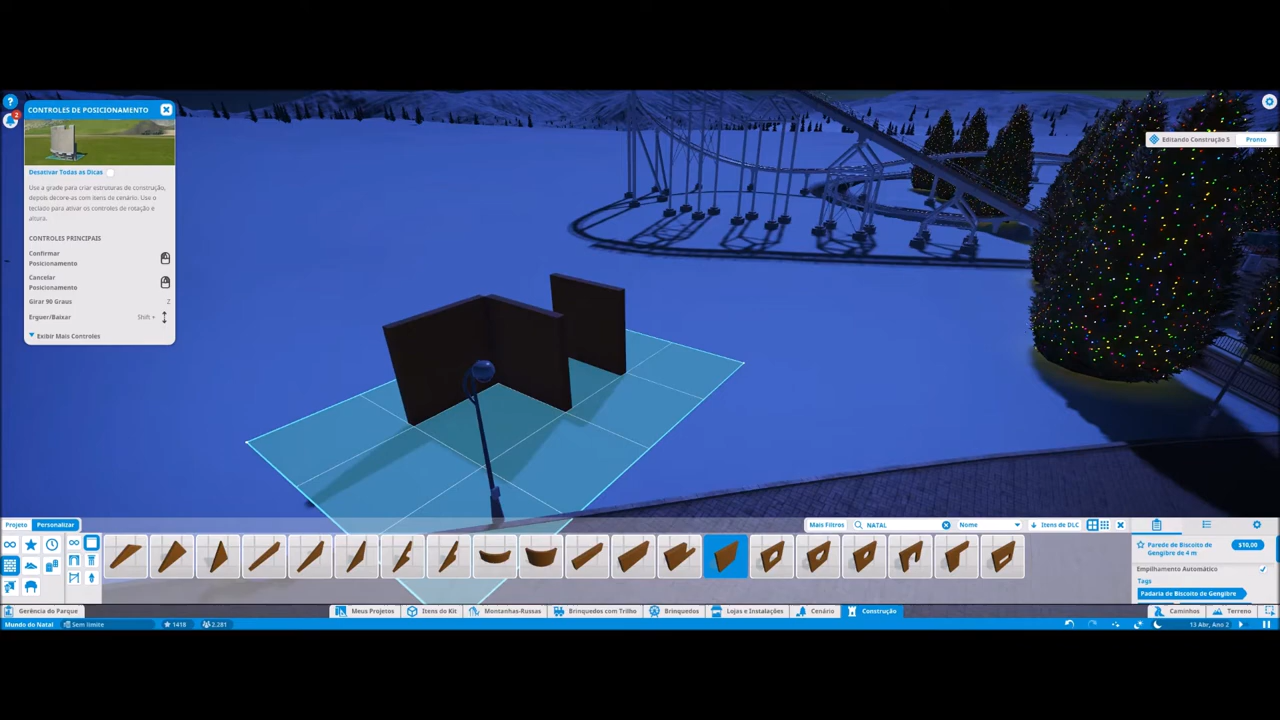 CONTROLES DE POSICIONAMENTO
Desativar Todas as Dicas
Use a grade para criar estruturas de construção,
depois decore-as com itens de cenário. Use o
teclado para ativar os controles de rotação e
altura.
CONTROLES PRINCIPAIS
Confirmar
Posicionamento
Cancelar
Posicionamento
Girar 90 Graus Z
Erguer/Baixar Shift +
Exibir Mais Controles
? 
2
Editando Construção 5 Pronto
Projeto Personalizar
Mais Filtros NATAL Nome Itens de DLC
Parede de Biscoito de
Gengibre de 4 m
$10,00
Empilhamento Automático
Tags
Padaria de Biscoito de Gengibre
Gerência do Parque Meus Projetos Itens do Kit Montanhas-Russas Brinquedos com Trilho Brinquedos Lojas e Instalações Cenário Construção Caminhos Terreno
Mundo do Natal Sem limite 1418 2.281 13 Abr, Ano 2